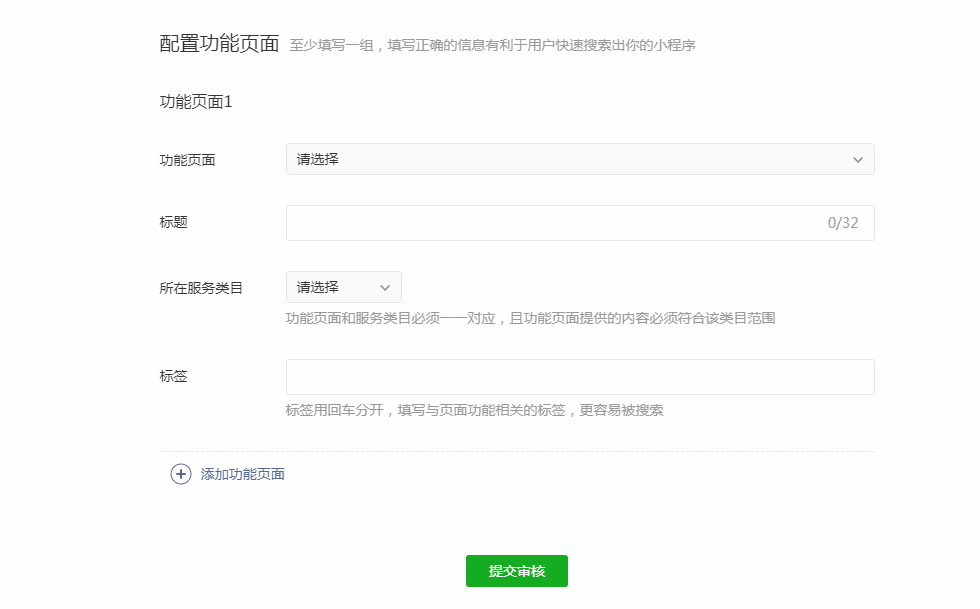 配置功能页面 至少填写一组，填写正确的信息有利于用户快速搜索出你的小程序
功能页面1
功能页面 请选择
标题 0/32
所在服务类目 请选择
功能页面和服务类目必须一一对应，且功能页面提供的内容必须符合该类目范围
标签
标签用回车分开，填写与页面功能相关的标签，更容易被搜索
添加功能页面
提交审核